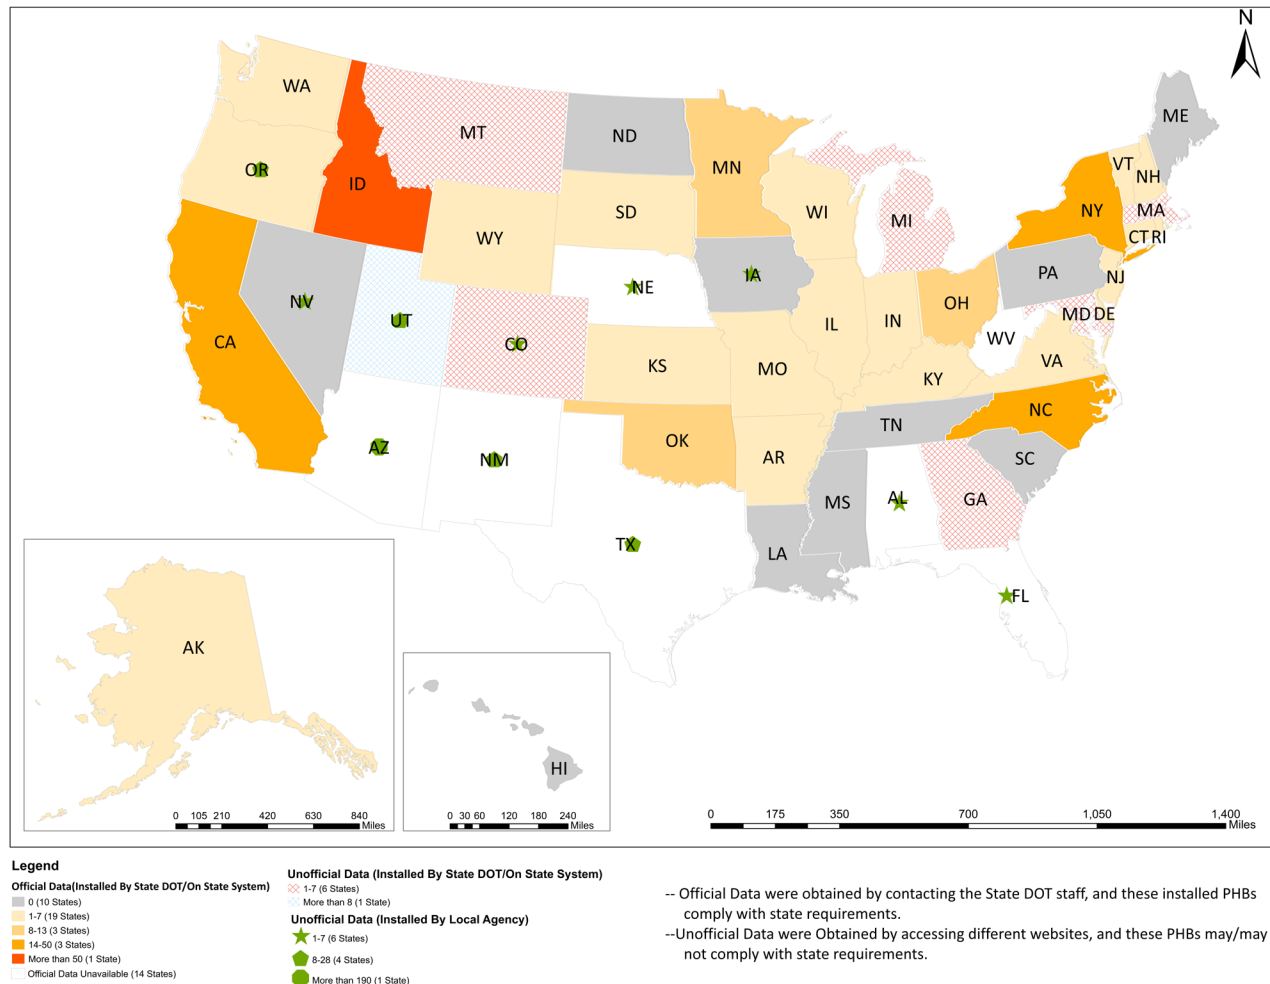 N
WA
MT
ND
MN
ME
VT
NH
OR
ID
SD
WI
MI
NY
MA
WY
CT RI
NV
NE
IA
PA
NJ
UT
OH
MD DE
CA
CO
IL
IN
WV
KS
MO
KY
VA
NC
AZ
NM
OK
AR
TN
SC
MS
AL
GA
TX
LA
FL
AK
HI
0 105 210 420 630 840
Miles
0 30 60 120 180 240
Miles
0 175 350 700 1,050 1,400
Miles
Legend
Official Data(Installed By State DOT/On State System)
0 (10 States)
1-7 (19 States)
8-13 (3 States)
14-50 (3 States)
More than 50 (1 State)
Official Data Unavailable (14 States)
Unofficial Data (Installed By State DOT/On State System)
1-7 (6 States)
More than 8 (1 State)
Unofficial Data (Installed By Local Agency)
1-7 (6 States)
8-28 (4 States)
More than 190 (1 State)
-- Official Data were obtained by contacting the State DOT staff, and these installed PHBs
comply with state requirements.
--Unofficial Data were Obtained by accessing different websites, and these PHBs may/may
not comply with state requirements.